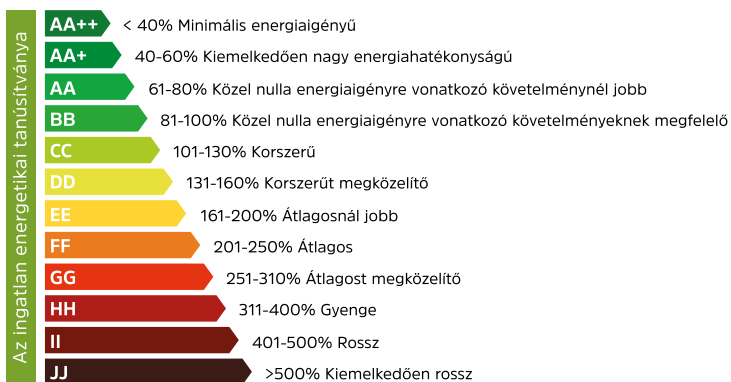 Az ingatlan energetikai tanúsítványa
AA++ < 40% Minimális energiaigényű
AA+ 40-60% Kiemelkedően nagy energiahatékonyságú
AA 61-80% Közel nulla energiaigényre vonatkozó követelménynél jobb
BB 81-100% Közel nulla energiaigényre vonatkozó követelményeknek megfelelő
CC 101-130% Korszerű
DD 131-160% Korszerűt megközelítő
EE 161-200% Átlagosnál jobb
FF 201-250% Átlagos
GG 251-310% Átlagost megközelítő
HH 311-400% Gyenge
II 401-500% Rossz
JJ >500% Kiemelkedően rossz